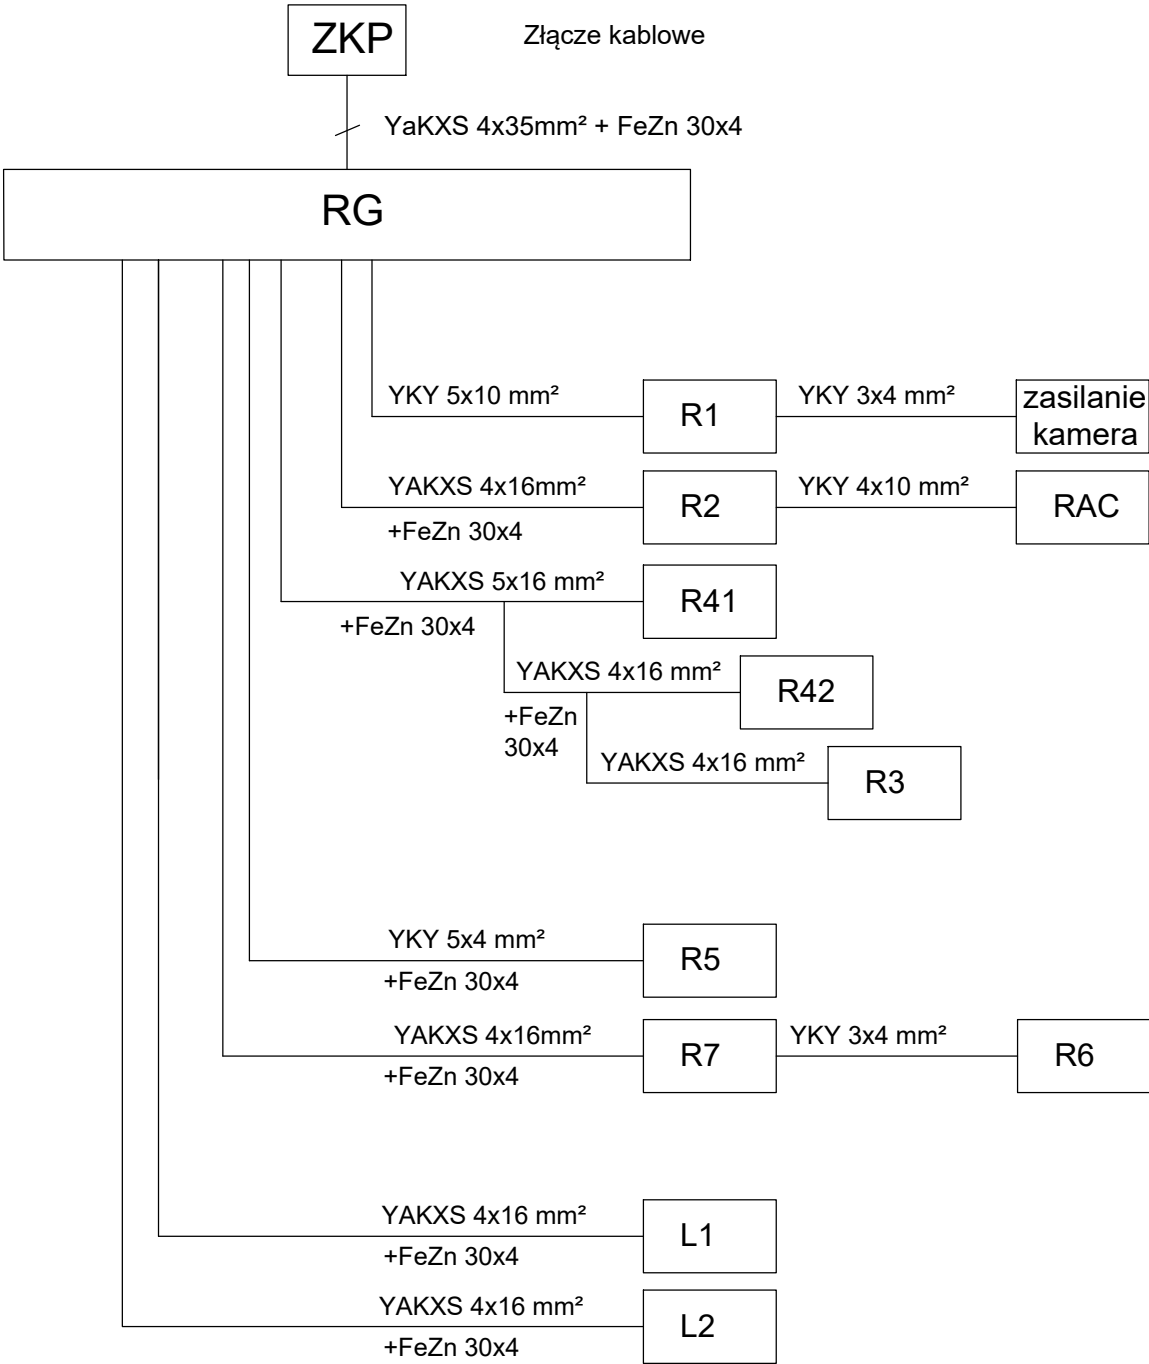 ZKP
Złącze kablowe
YaKXS 4x35mm² + FeZn 30x4
RG
YKY 5x10 mm²
R1
YKY 3x4 mm²
zasilanie
kamera
YAKXS 4x16mm²
+FeZn 30x4
R2
YKY 4x10 mm²
RAC
YAKXS 5x16 mm²
+FeZn 30x4
R41
YAKXS 4x16 mm²
+FeZn
30x4
R42
YAKXS 4x16 mm²
R3
YKY 5x4 mm²
+FeZn 30x4
R5
YAKXS 4x16mm²
+FeZn 30x4
R7
YKY 3x4 mm²
R6
YAKXS 4x16 mm²
+FeZn 30x4
L1
YAKXS 4x16 mm²
+FeZn 30x4
L2